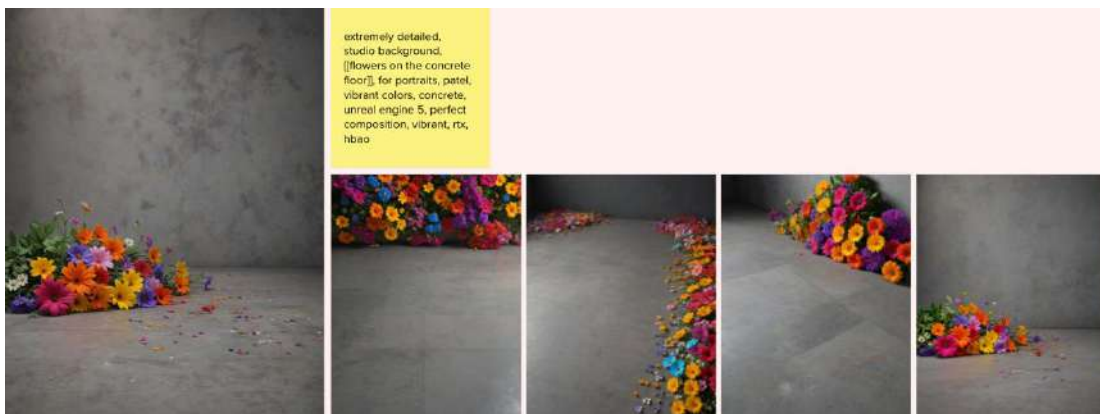 extremely detailed,
studio background,
[[flowers on the concrete
floor]], for portraits, patel,
vibrant colors, concrete,
unreal engine 5, perfect
composition, vibrant, rtx,
hbao